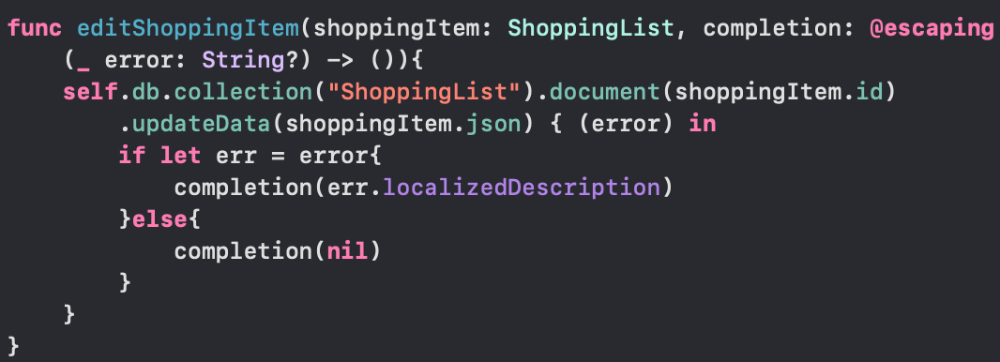 func editShoppingItem(shoppingItem: ShoppingList, completion: @escaping
    (_ error: String?) -> ()){
    self.db.collection("ShoppingList").document(shoppingItem.id)
        .updateData(shoppingItem.json) { (error) in
        if let err = error{
            completion(err.localizedDescription)
        }else{
            completion(nil)
        }
    }
}